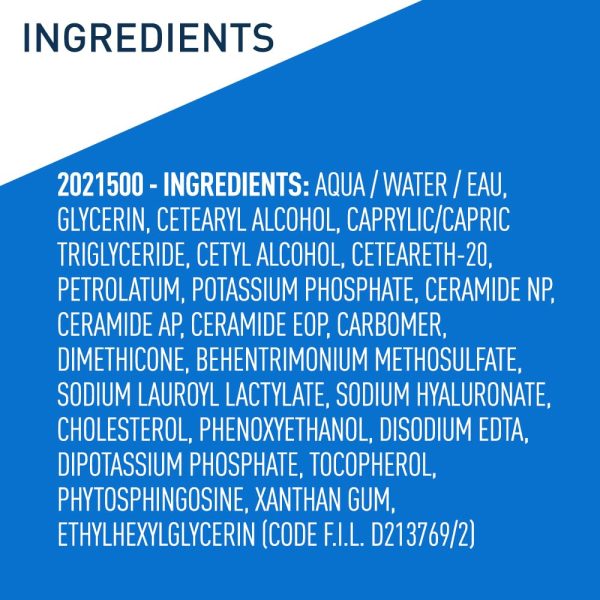 INGREDIENTS
2021500 - INGREDIENTS: AQUA / WATER / EAU,
GLYCERIN, CETEARYL ALCOHOL, CAPRYLIC/CAPRIC
TRIGLYCERIDE, CETYL ALCOHOL, CETEARETH-20,
PETROLATUM, POTASSIUM PHOSPHATE, CERAMIDE NP,
CERAMIDE AP, CERAMIDE EOP, CARBOMER,
DIMETHICONE, BEHENTRIMONIUM METHOSULFATE,
SODIUM LAUROYL LACTYLATE, SODIUM HYALURONATE,
CHOLESTEROL, PHENOXYETHANOL, DISODIUM EDTA,
DIPOTASSIUM PHOSPHATE, TOCOPHEROL,
PHYTOSPHINGOSINE, XANTHAN GUM,
ETHYLHEXYLGLYCERIN (CODE F.I.L. D213769/2)